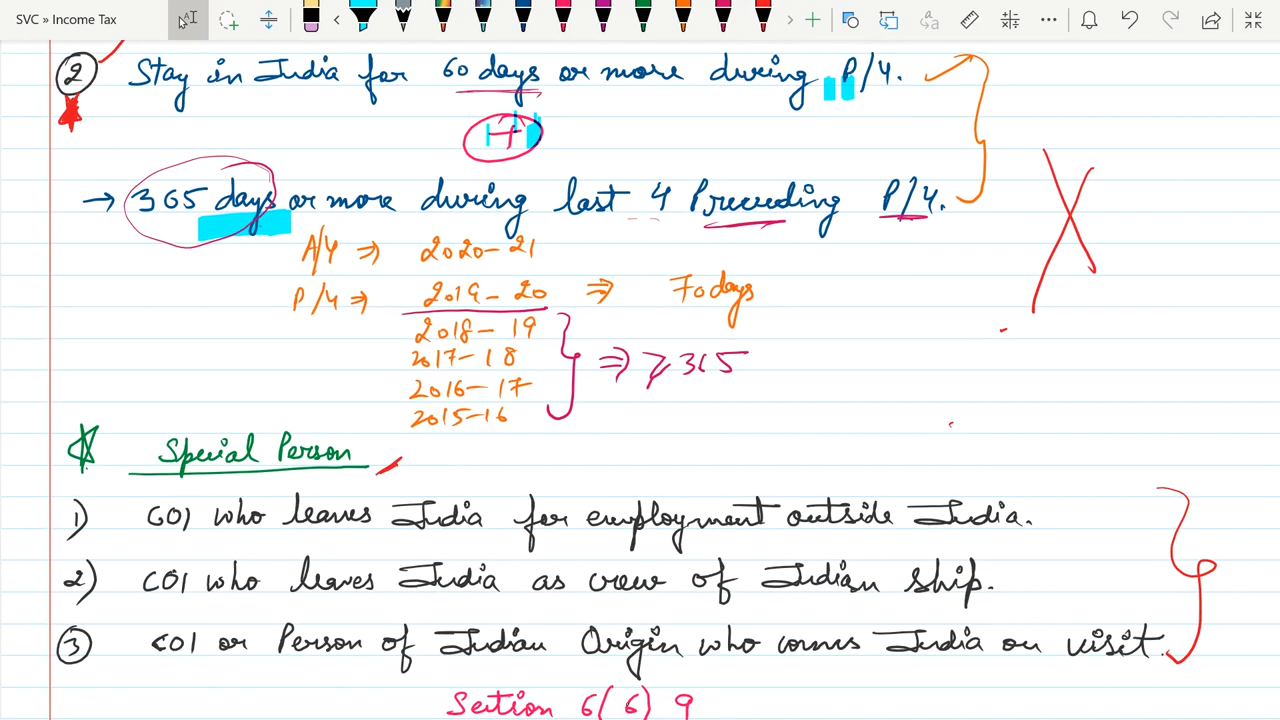 SVC » Income Tax
② Stay in India for 60 days or more during P/Y.
+
→ 365 days or more during last 4 Preceding P/Y.
A/Y ⇒ 2020-21
P/Y ⇒ 2019-20 ⇒ 70 days
2018-19
2017-18 ⇒ ⩾ 365
2016-17
2015-16
Special Person
1) COI who leaves India for employment outside India.
2) COI who leaves India as crew of Indian ship.
③ COI or Person of Indian Origin who comes India on visit.
Section 6(6)